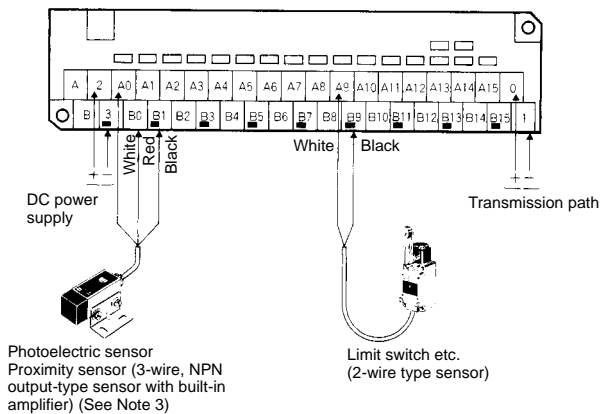 A 2 A0 A1 A2 A3 A4 A5 A6 A7 A8 A9 A10 A11 A12 A13 A14 A15 0
B 3 B0 B1 B2 B3 B4 B5 B6 B7 B8 B9 B10 B11 B12 B13 B14 B15 1
White
Red
Black
White
Black
+ −
+ −
DC power
supply
Transmission path
Photoelectric sensor
Proximity sensor (3-wire, NPN
output-type sensor with built-in
amplifier) (See Note 3)
Limit switch etc.
(2-wire type sensor)